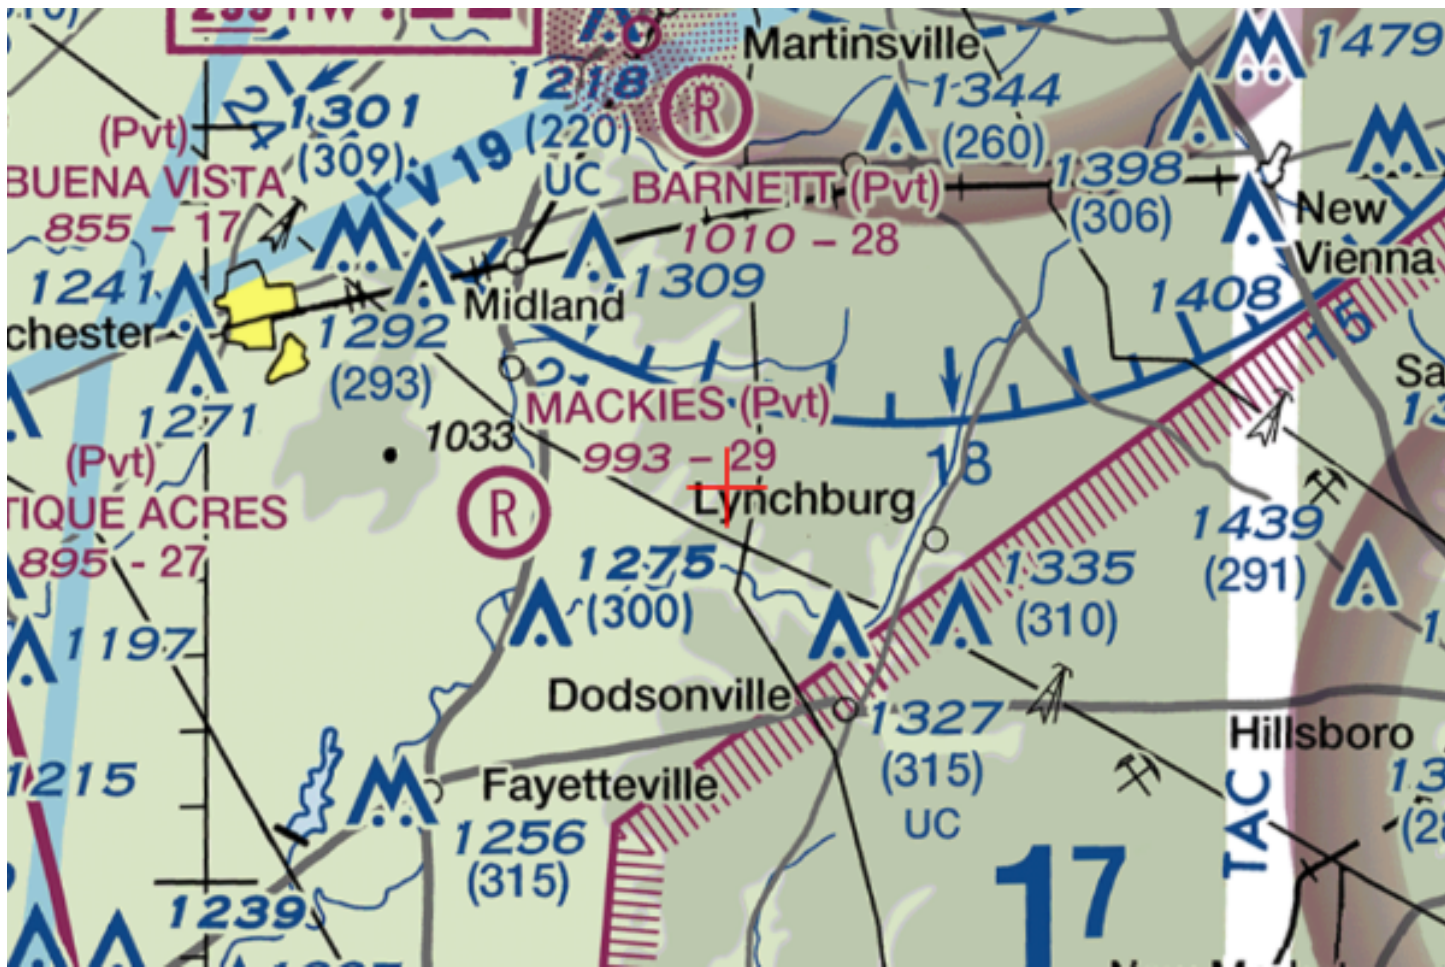 Martinsville
1479
1218
(220)
UC
1344
(260)
24
1301
(309)
V 19
(Pvt)
BUENA VISTA
855 - 17
BARNETT (Pvt)
1010 - 28
1398
(306)
New
Vienna
1241
chester
Midland
1309
1408
15
1292
(293)
1271
MACKIES (Pvt)
993 - 29
1033
R
R
18
Lynchburg
(Pvt)
TIQUE ACRES
895 - 27
1439
(291)
1275
(300)
1335
(310)
1197
Dodsonville
1327
(315)
UC
Hillsboro
TAC
1215
Fayetteville
1256
(315)
17
1239